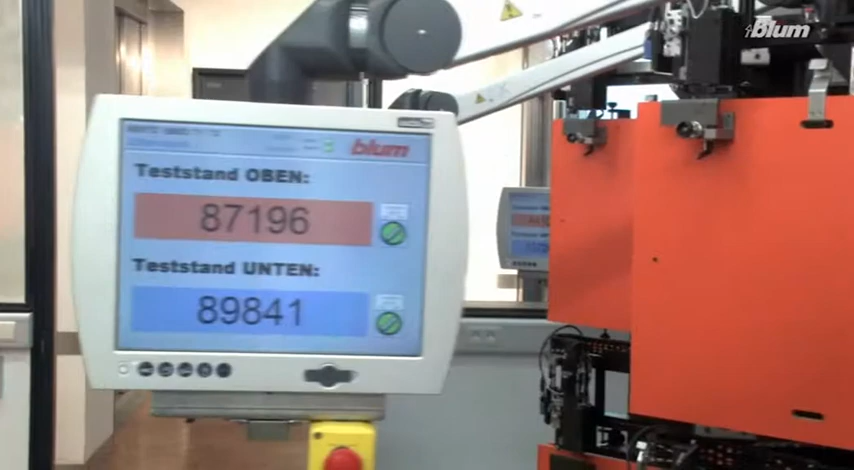 Blum
blum
Teststand OBEN:
87196
Teststand UNTEN:
89841